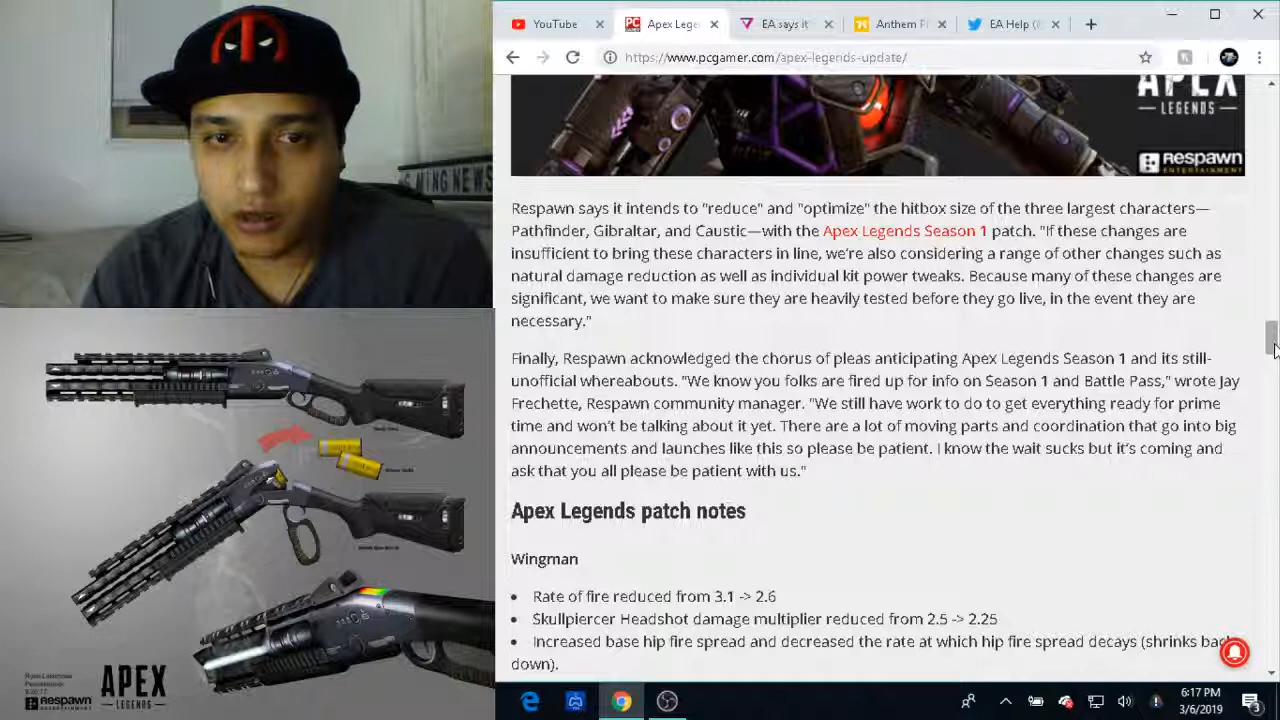 YouTube
Apex Lege
EA says it
Anthem P
EA Help (
https://www.pcgamer.com/apex-legends-update/
MING NEWS
APEX
LEGENDS
RESPAWN
ENTERTAINMENT
Respawn says it intends to "reduce" and "optimize" the hitbox size of the three largest characters—
Pathfinder, Gibraltar, and Caustic—with the Apex Legends Season 1 patch. "If these changes are
insufficient to bring these characters in line, we're also considering a range of other changes such as
natural damage reduction as well as individual kit power tweaks. Because many of these changes are
significant, we want to make sure they are heavily tested before they go live, in the event they are
necessary."
Finally, Respawn acknowledged the chorus of pleas anticipating Apex Legends Season 1 and its still-
unofficial whereabouts. "We know you folks are fired up for info on Season 1 and Battle Pass," wrote Jay
Frechette, Respawn community manager. "We still have work to do to get everything ready for prime
time and won't be talking about it yet. There are a lot of moving parts and coordination that go into big
announcements and launches like this so please be patient. I know the wait sucks but it's coming and
ask that you all please be patient with us."
Apex Legends patch notes
Wingman
• Rate of fire reduced from 3.1 -> 2.6
• Skullpiercer Headshot damage multiplier reduced from 2.5 -> 2.25
• Increased base hip fire spread and decreased the rate at which hip fire spread decays (shrinks back
down).
APEX
LEGENDS
RESPAWN
ENTERTAINMENT
6:17 PM
3/6/2019
3